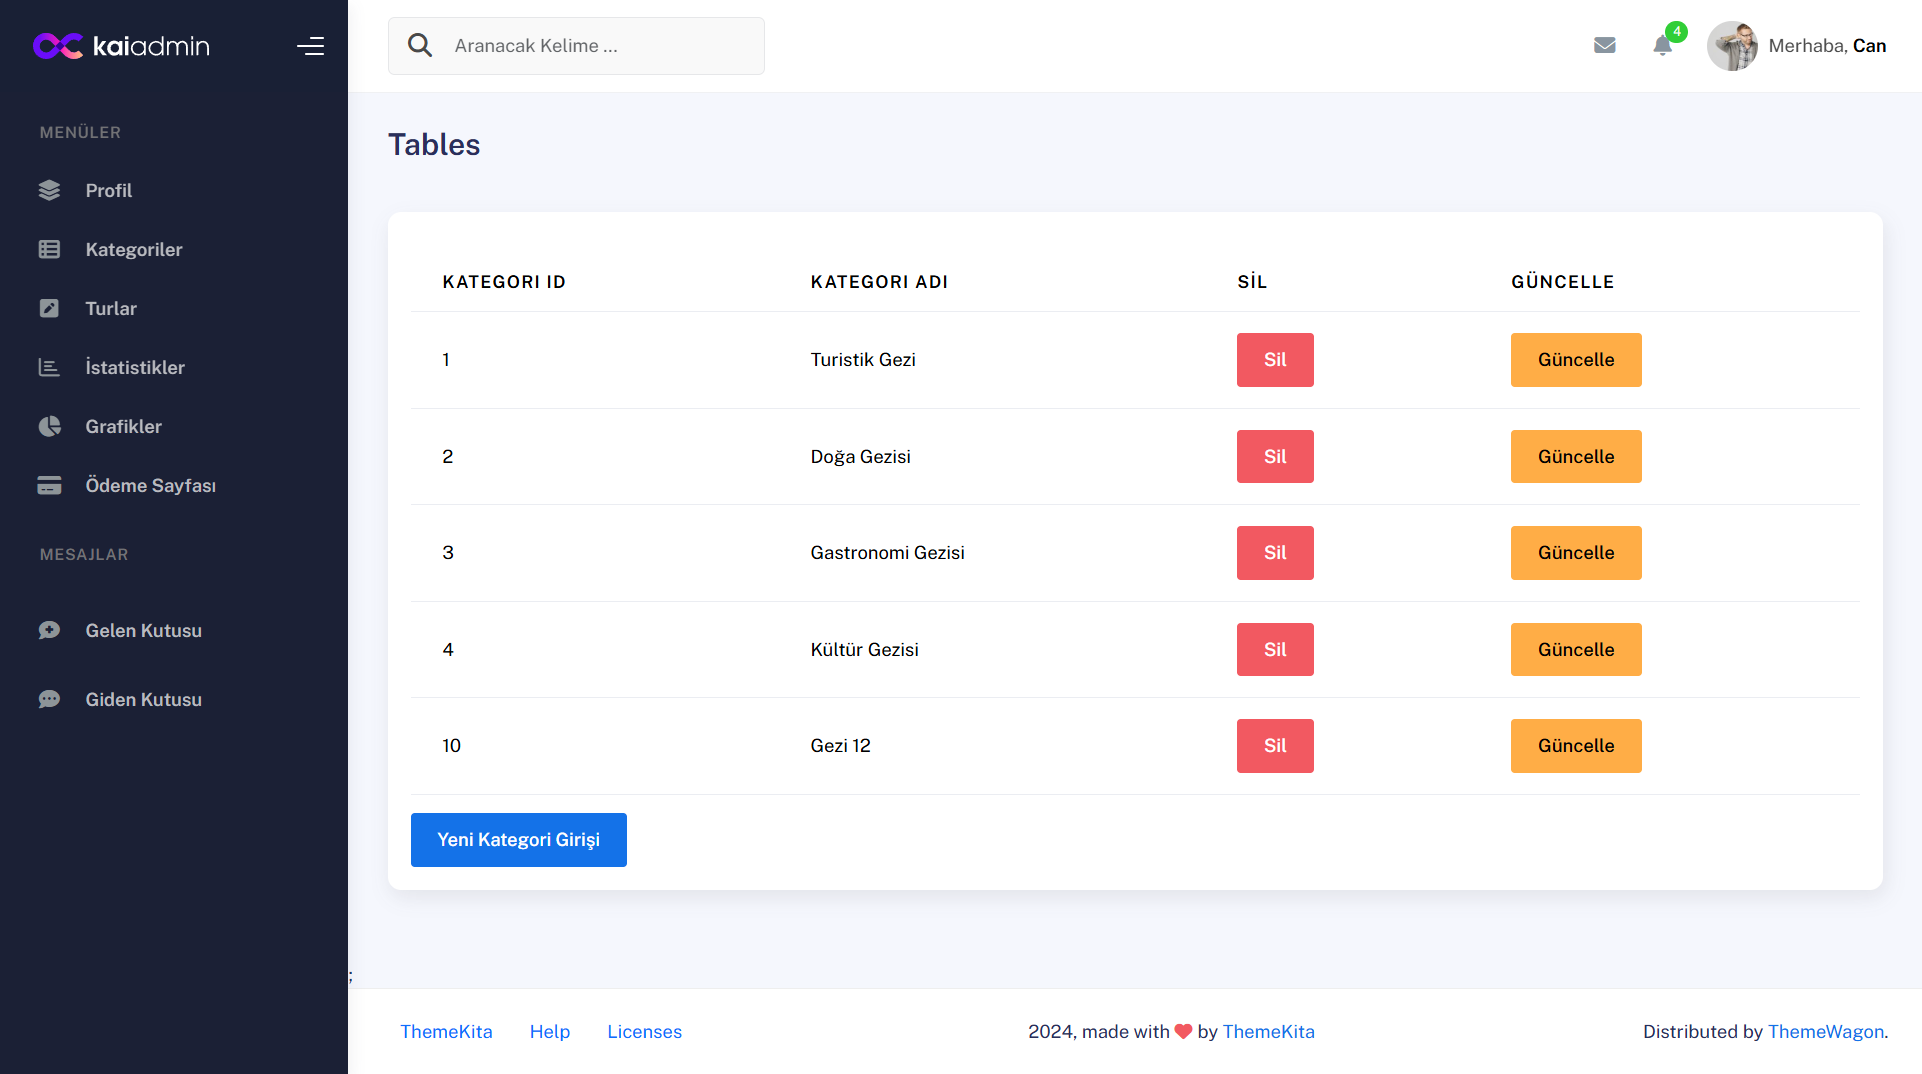 kaiadmin
Aranacak Kelime ...
4
Merhaba, Can
MENÜLER
Profil
Kategoriler
Turlar
İstatistikler
Grafikler
Ödeme Sayfası
MESAJLAR
Gelen Kutusu
Giden Kutusu
Tables
KATEGORI ID KATEGORI ADI SİL GÜNCELLE
1 Turistik Gezi Sil Güncelle
2 Doğa Gezisi Sil Güncelle
3 Gastronomi Gezisi Sil Güncelle
4 Kültür Gezisi Sil Güncelle
10 Gezi 12 Sil Güncelle
Yeni Kategori Girişi
;
ThemeKita Help Licenses 2024, made with by ThemeKita Distributed by ThemeWagon.